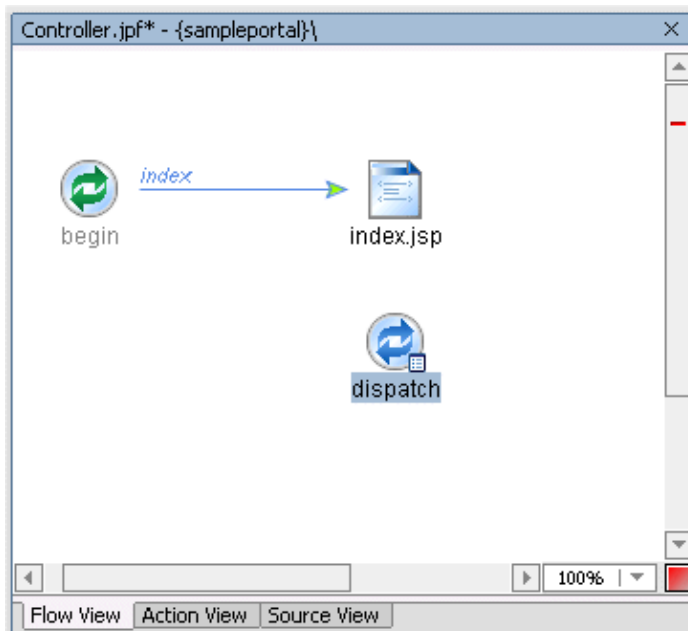 Controller.jpf* - {sampleportal}\
index
begin
index.jsp
dispatch
100%
Flow View Action View Source View